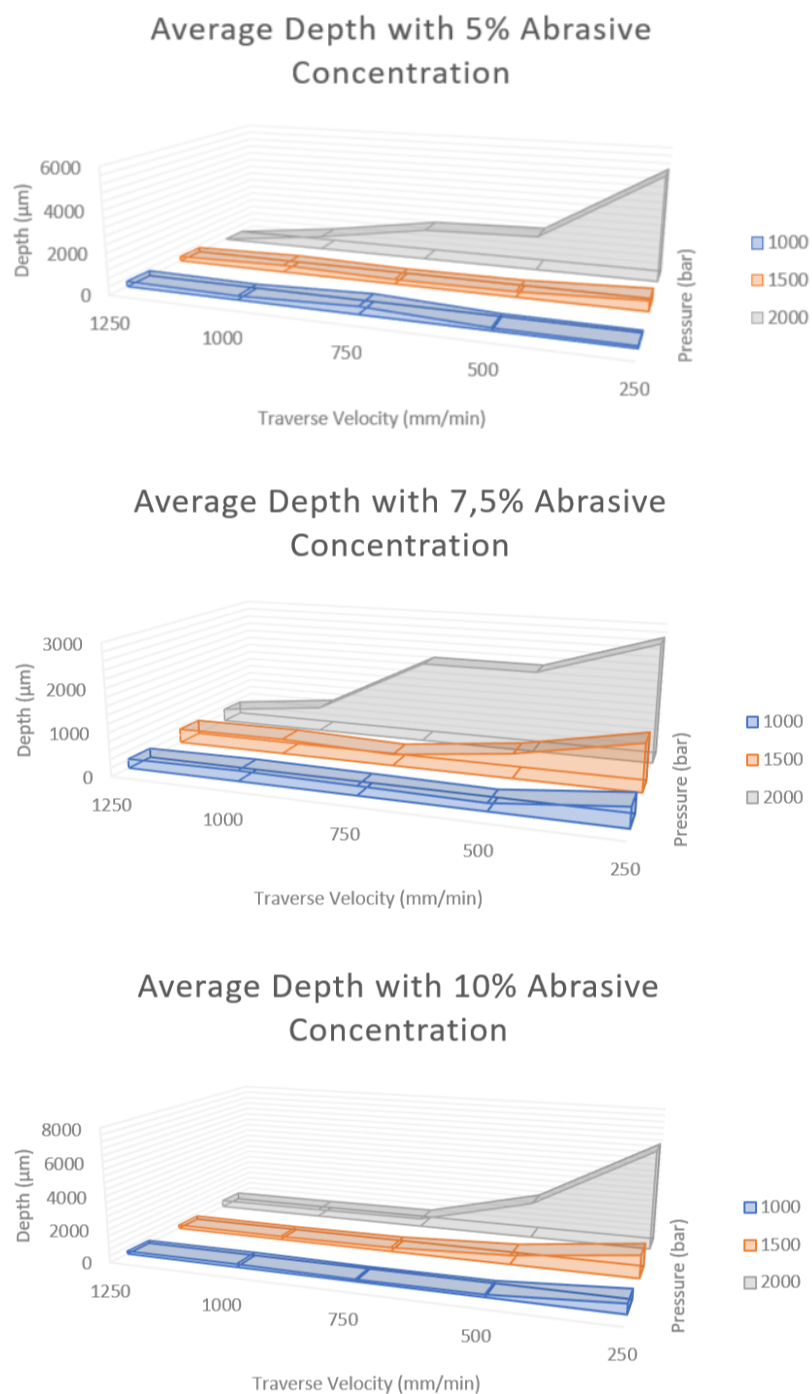 Average Depth with 5% Abrasive
Concentration
6000
4000
2000
0
Depth (µm)
1250
1000
750
500
250
Traverse Velocity (mm/min)
Pressure (bar)
1000
1500
2000
Average Depth with 7,5% Abrasive
Concentration
3000
2000
1000
0
Depth (µm)
1250
1000
750
500
250
Traverse Velocity (mm/min)
Pressure (bar)
1000
1500
2000
Average Depth with 10% Abrasive
Concentration
8000
6000
4000
2000
0
Depth (µm)
1250
1000
750
500
250
Traverse Velocity (mm/min)
Pressure (bar)
1000
1500
2000